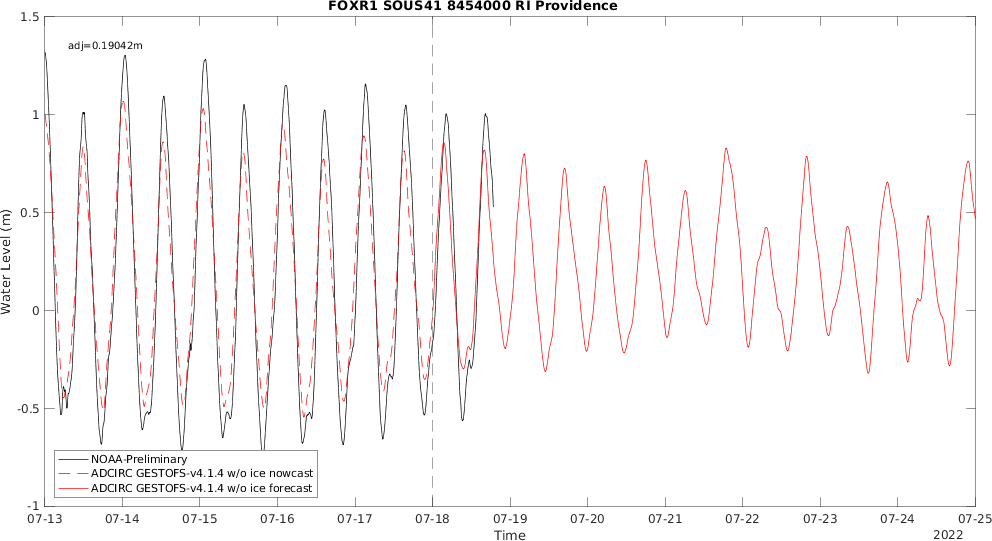 FOXR1 SOUS41 8454000 RI Providence
adj=0.19042m
Water Level (m)
1.5
1
0.5
0
-0.5
-1
NOAA-Preliminary
ADCIRC GESTOFS-v4.1.4 w/o ice nowcast
ADCIRC GESTOFS-v4.1.4 w/o ice forecast
07-13 07-14 07-15 07-16 07-17 07-18 07-19 07-20 07-21 07-22 07-23 07-24 07-25
Time
2022